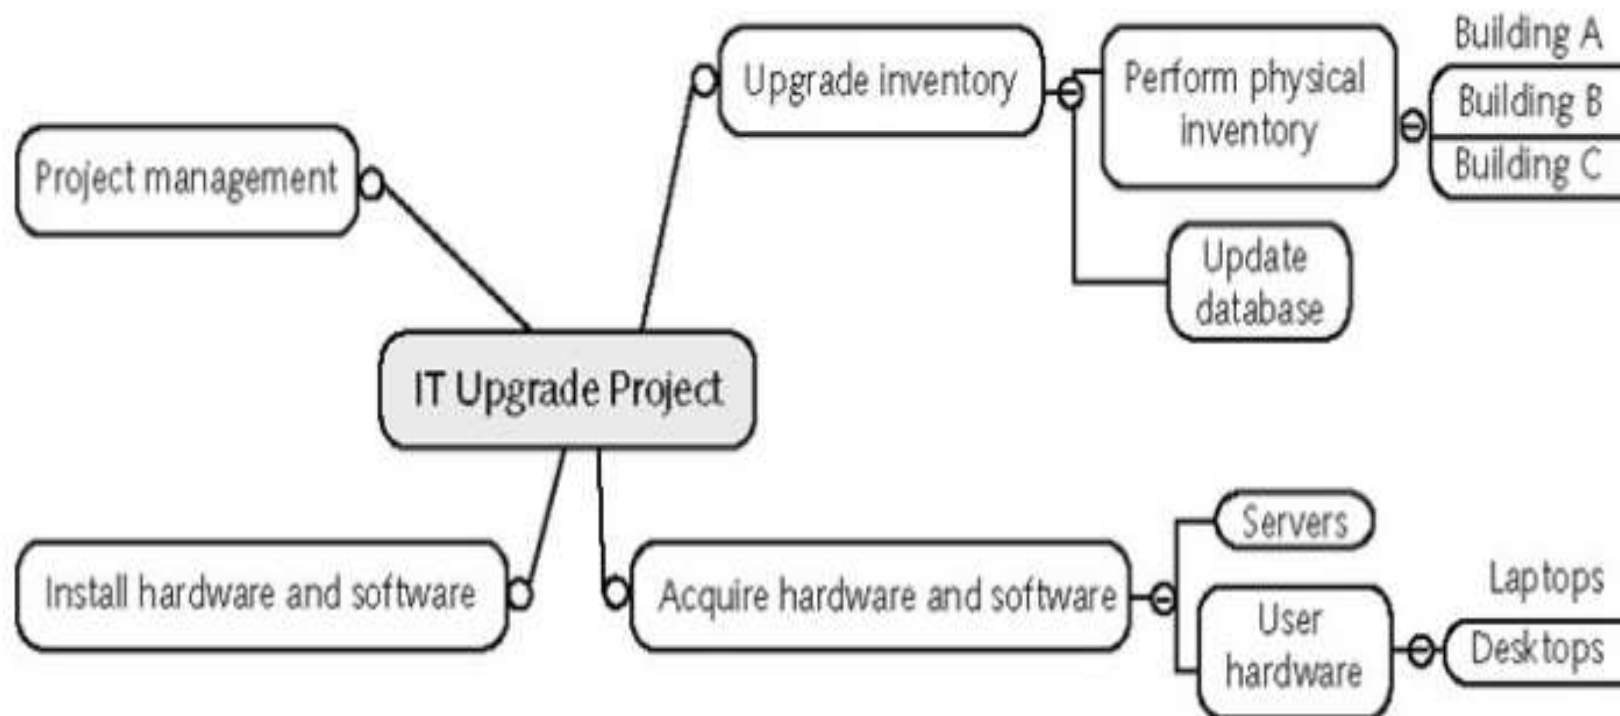 Project management
Upgrade inventory
Perform physical
inventory
Building A
Building B
Building C
Update
database
IT Upgrade Project
Install hardware and software
Acquire hardware and software
Servers
User
hardware
Laptops
Desktops